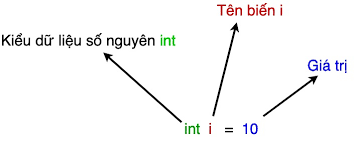 Tên biến i
Kiểu dữ liệu số nguyên int
Giá trị
int i = 10